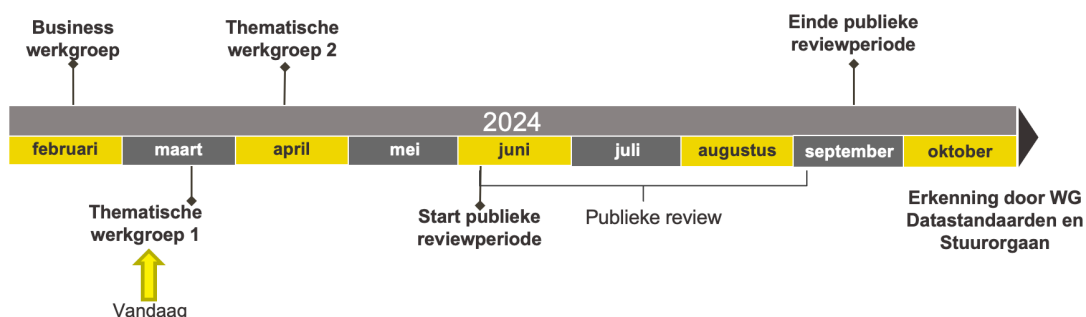 Business
werkgroep
Thematische
werkgroep 2
Einde publieke
reviewperiode
2024
februari
maart
april
mei
juni
juli
augustus
september
oktober
Thematische
werkgroep 1
Start publieke
reviewperiode
Publieke review
Erkenning door WG
Datastandaarden en
Stuurorgaan
Vandaag